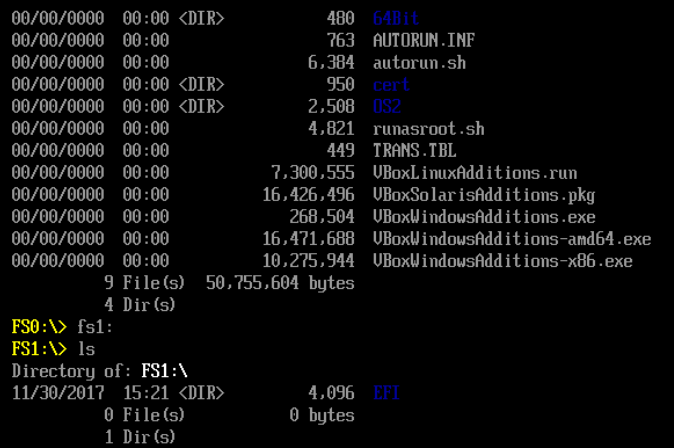 00/00/0000 00:00 <DIR> 480 64Bit
00/00/0000 00:00 763 AUTORUN.INF
00/00/0000 00:00 6,384 autorun.sh
00/00/0000 00:00 <DIR> 950 cert
00/00/0000 00:00 <DIR> 2,508 OS2
00/00/0000 00:00 4,821 runasroot.sh
00/00/0000 00:00 449 TRANS.TBL
00/00/0000 00:00 7,300,555 VBoxLinuxAdditions.run
00/00/0000 00:00 16,426,496 VBoxSolarisAdditions.pkg
00/00/0000 00:00 268,504 VBoxWindowsAdditions.exe
00/00/0000 00:00 16,471,688 VBoxWindowsAdditions-amd64.exe
00/00/0000 00:00 10,275,944 VBoxWindowsAdditions-x86.exe
9 File(s) 50,755,604 bytes
4 Dir(s)
FS0:\> fs1:
FS1:\> ls
Directory of: FS1:\
11/30/2017 15:21 <DIR> 4,096 EFI
0 File(s) 0 bytes
1 Dir(s)